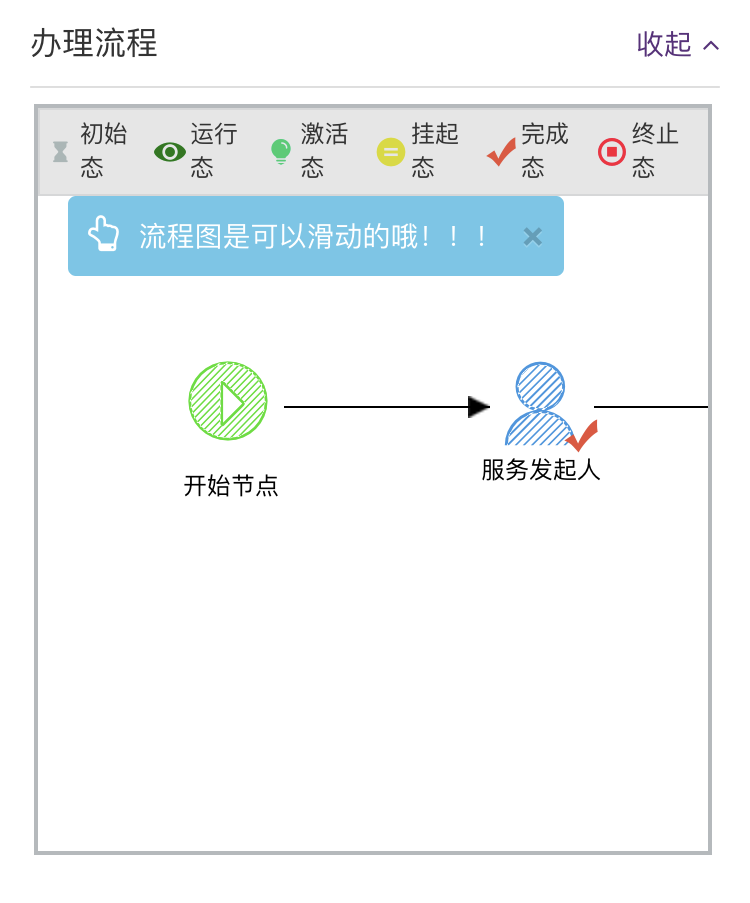 办理流程
收起
初始态
运行态
激活态
挂起态
完成态
终止态
流程图是可以滑动的哦！！！
开始节点
服务发起人